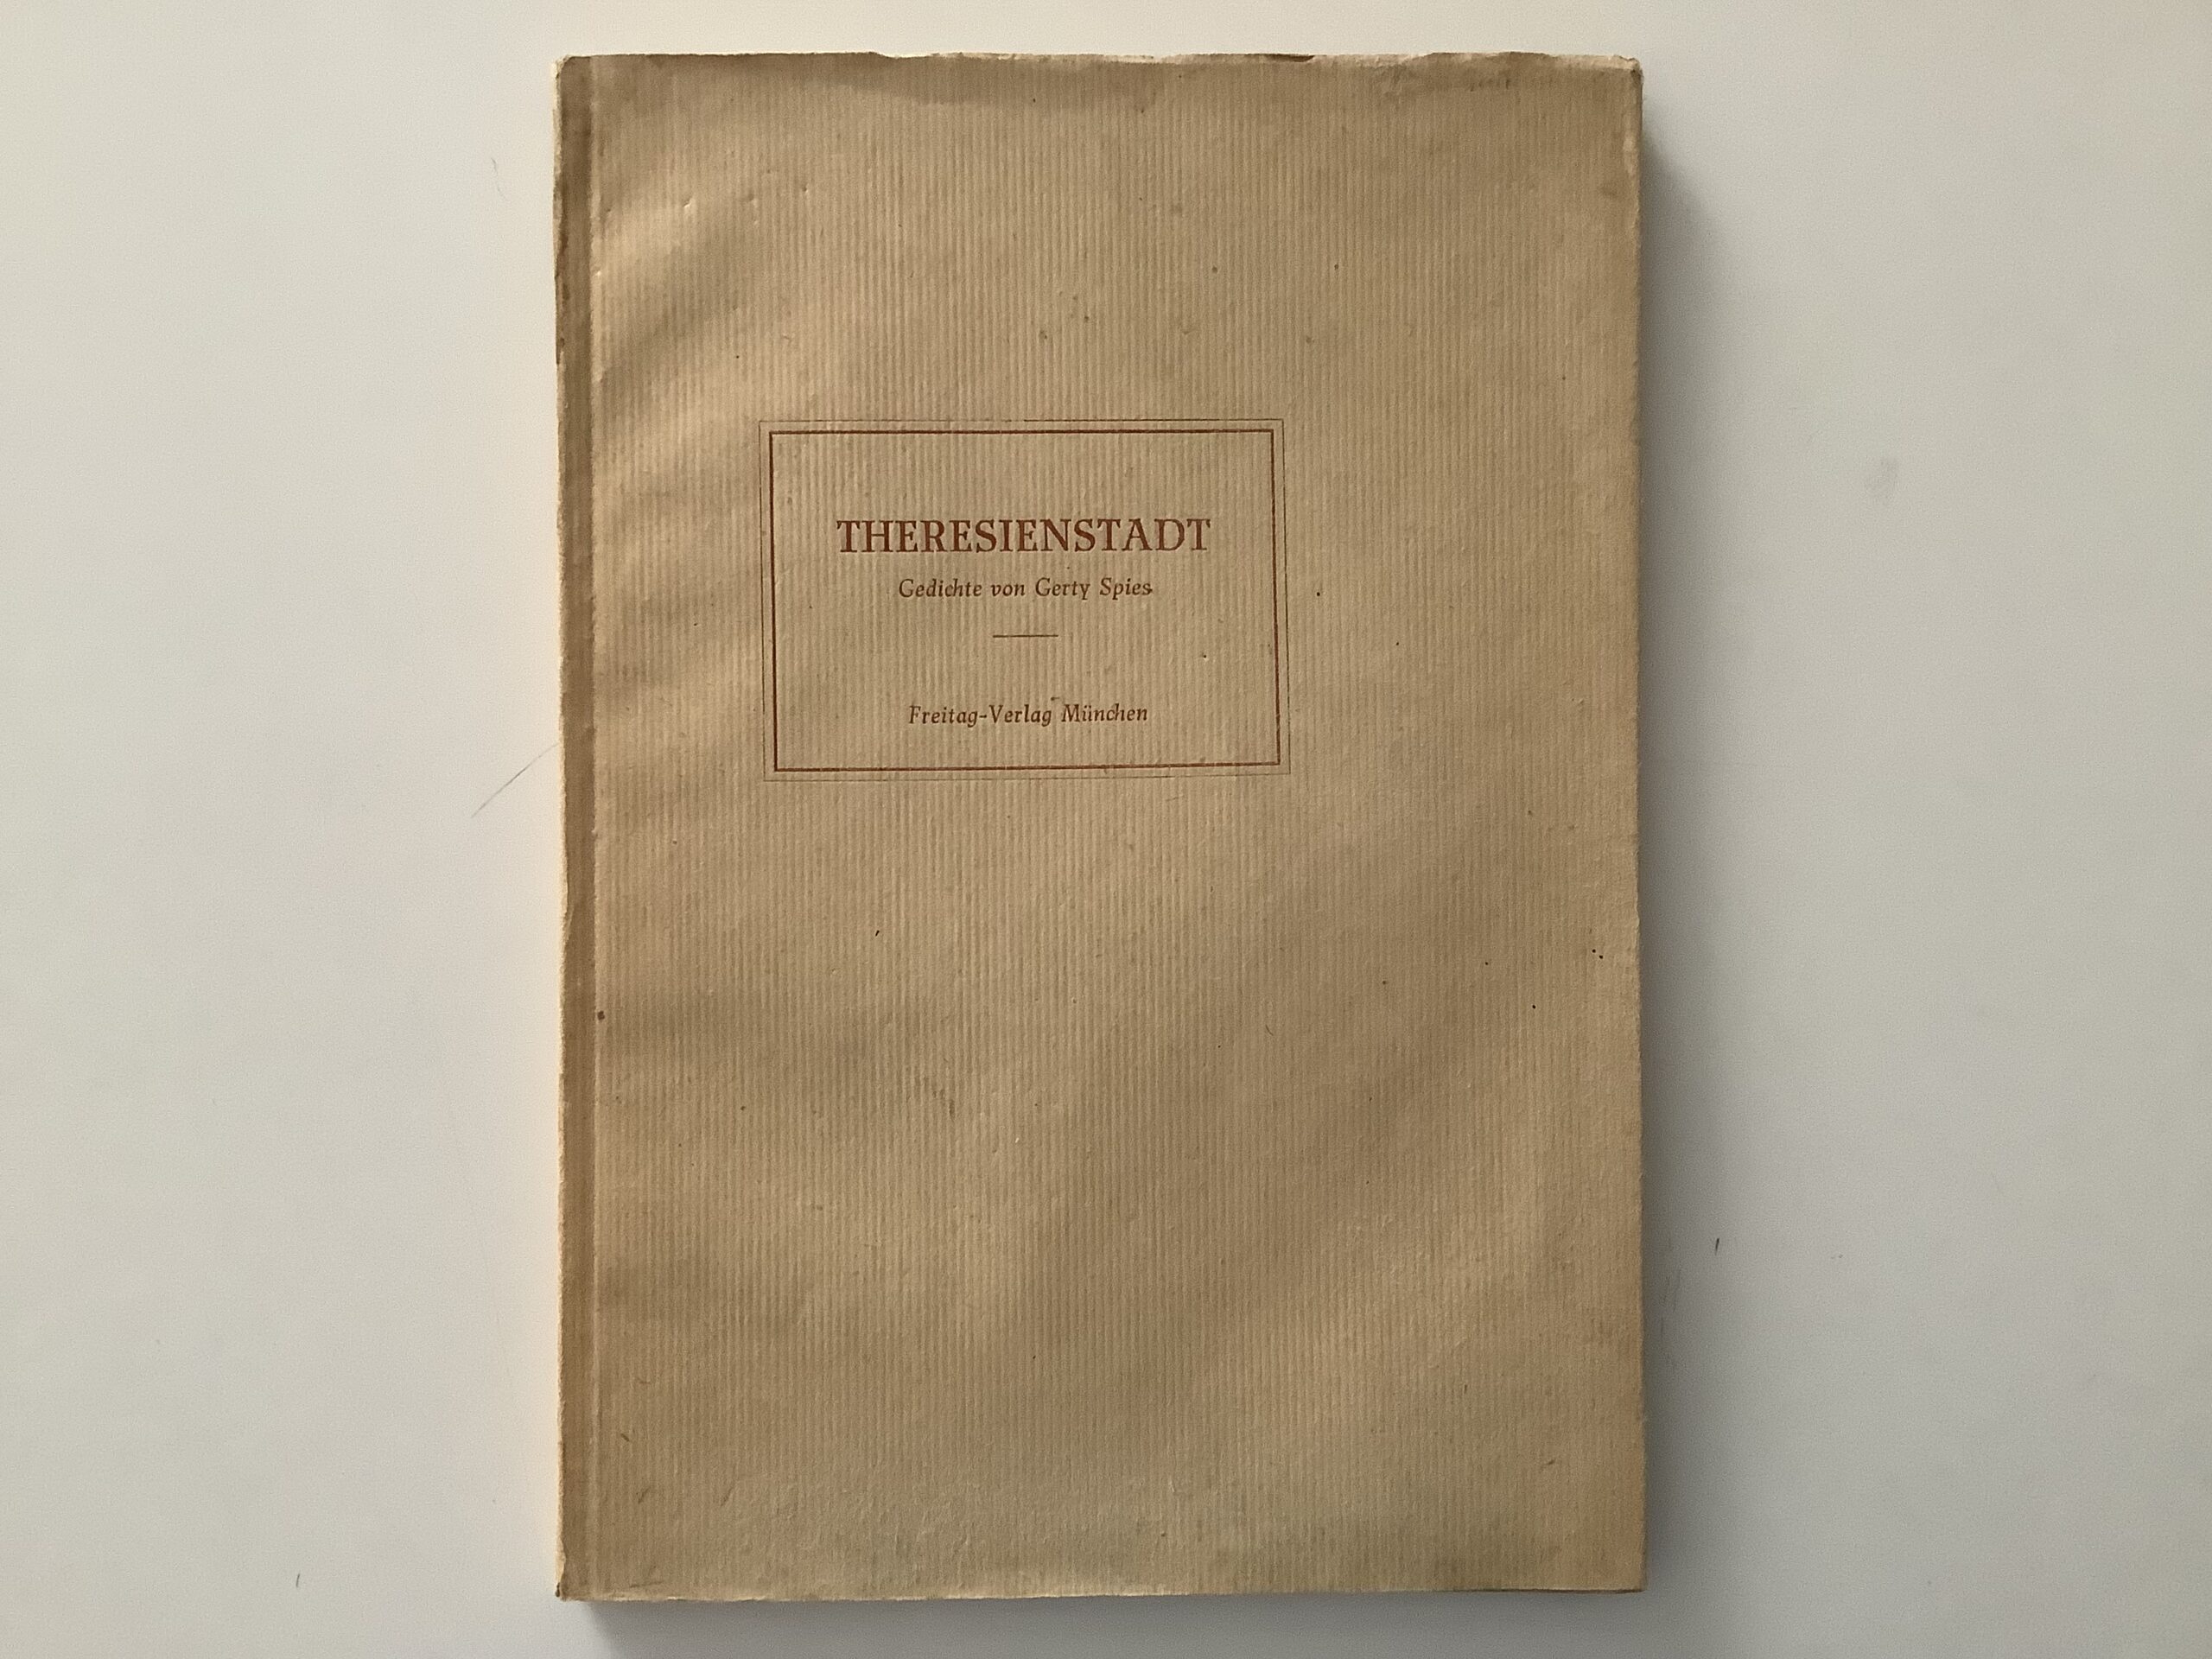 THERESIENSTADT
Gedichte von Gerty Spies
Freitag-Verlag München